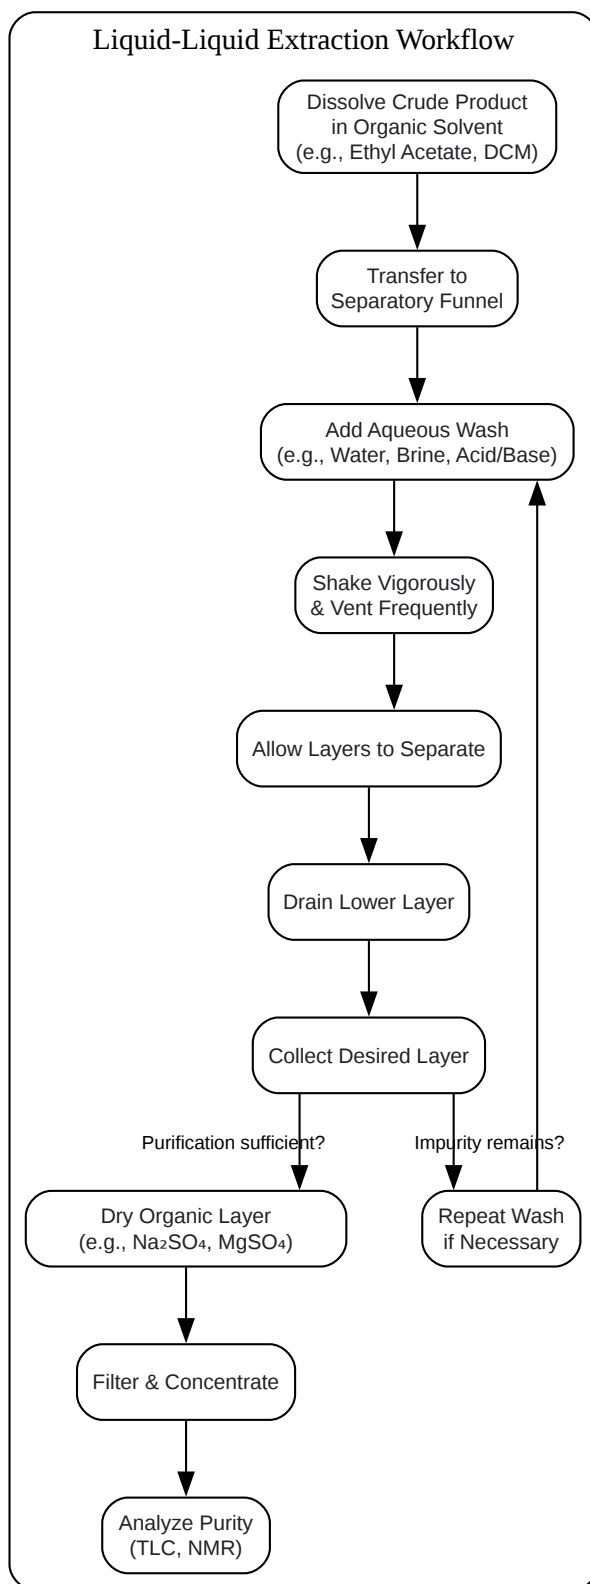 Liquid-Liquid Extraction Workflow
Dissolve Crude Product
in Organic Solvent
(e.g., Ethyl Acetate, DCM)
Transfer to
Separatory Funnel
Add Aqueous Wash
(e.g., Water, Brine, Acid/Base)
Shake Vigorously
& Vent Frequently
Allow Layers to Separate
Drain Lower Layer
Collect Desired Layer
Purification sufficient?
Impurity remains?
Dry Organic Layer
(e.g., Na₂SO₄, MgSO₄)
Repeat Wash
if Necessary
Filter & Concentrate
Analyze Purity
(TLC, NMR)